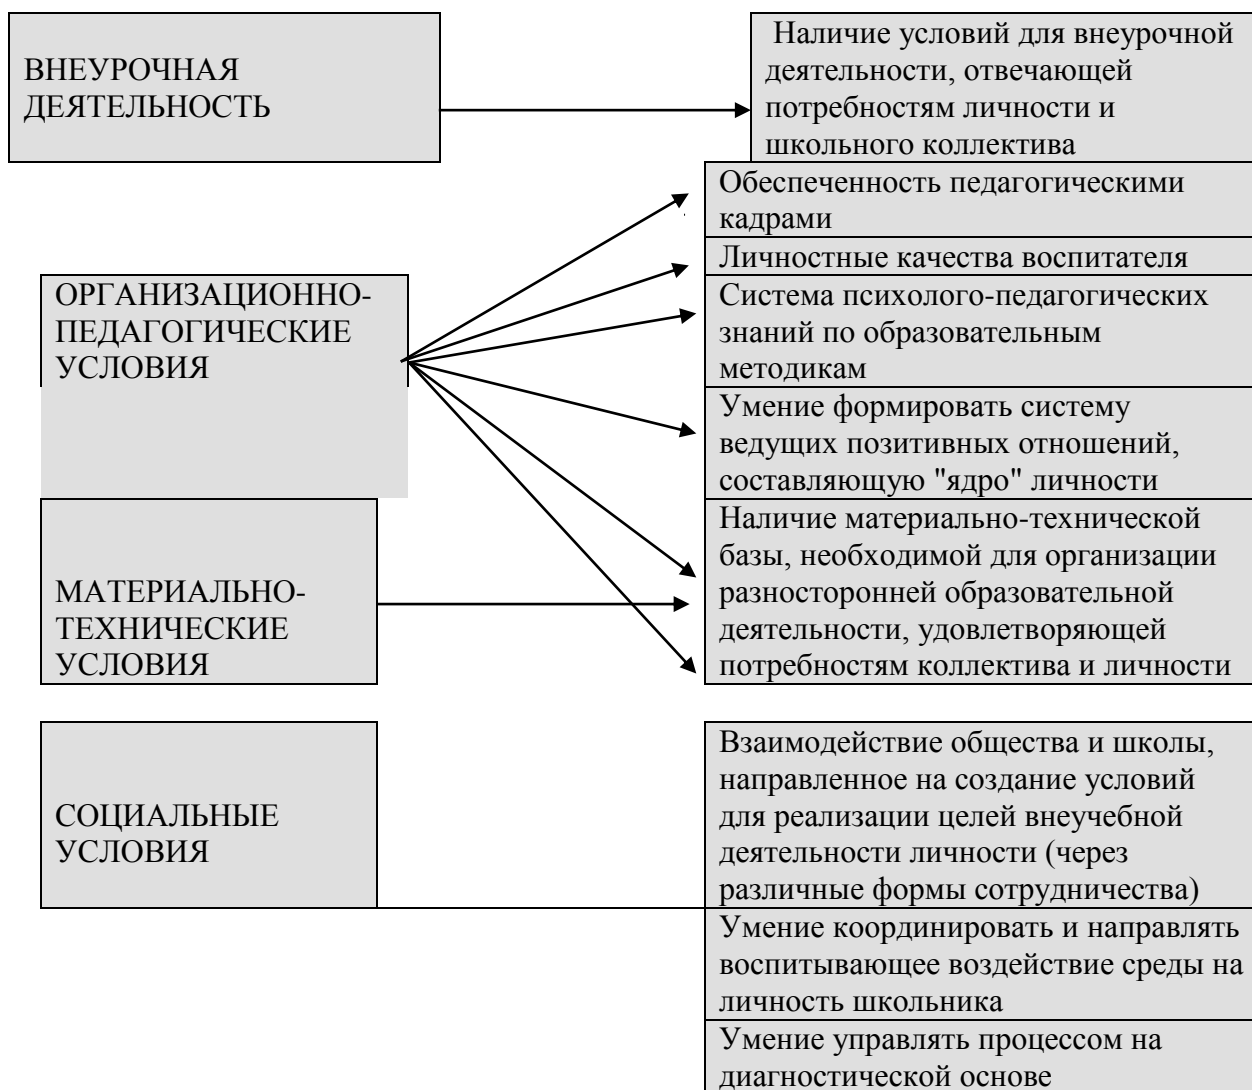 ВНЕУРОЧНАЯ
ДЕЯТЕЛЬНОСТЬ
Наличие условий для внеурочной
деятельности, отвечающей
потребностям личности и
школьного коллектива
ОРГАНИЗАЦИОННО-
ПЕДАГОГИЧЕСКИЕ
УСЛОВИЯ
Обеспеченность педагогическими
кадрами
Личностные качества воспитателя
Система психолого-педагогических
знаний по образовательным
методикам
Умение формировать систему
ведущих позитивных отношений,
составляющую "ядро" личности
МАТЕРИАЛЬНО-
ТЕХНИЧЕСКИЕ
УСЛОВИЯ
Наличие материально-технической
базы, необходимой для организации
разносторонней образовательной
деятельности, удовлетворяющей
потребностям коллектива и личности
СОЦИАЛЬНЫЕ
УСЛОВИЯ
Взаимодействие общества и школы,
направленное на создание условий
для реализации целей внеучебной
деятельности личности (через
различные формы сотрудничества)
Умение координировать и направлять
воспитывающее воздействие среды на
личность школьника
Умение управлять процессом на
диагностической основе